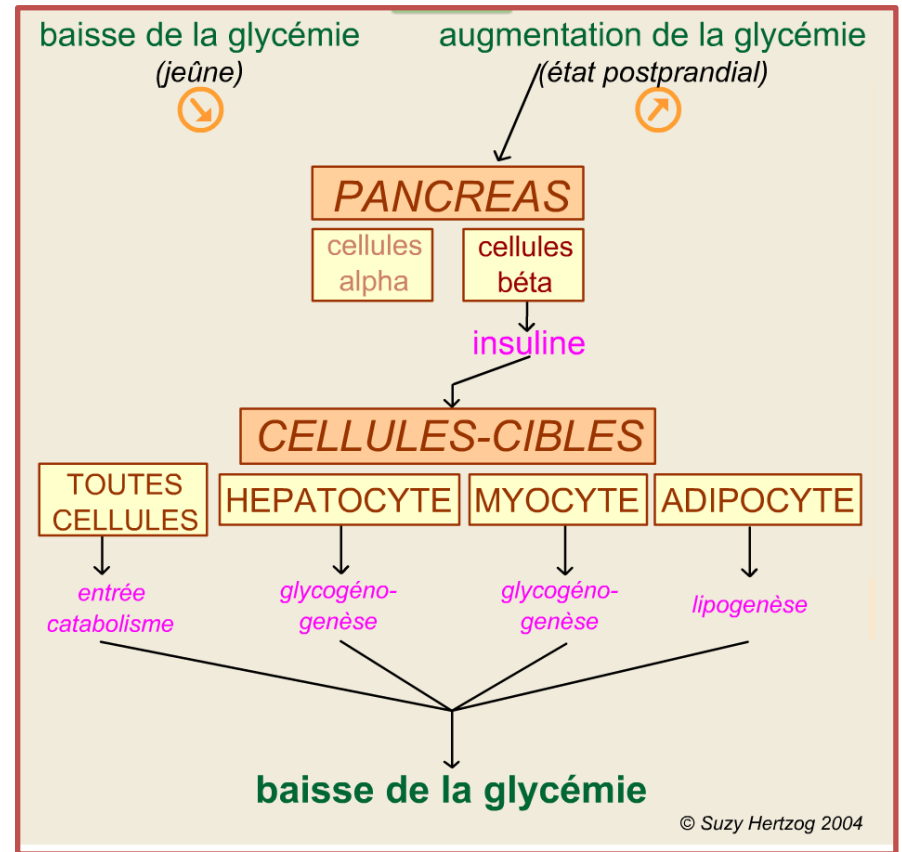 baisse de la glycémie
(jeûne)
augmentation de la glycémie
(état postprandial)
PANCREAS
cellules
alpha
cellules
béta
insuline
CELLULES-CIBLES
TOUTES
CELLULES
HEPATOCYTE
MYOCYTE
ADIPOCYTE
entrée
catabolisme
glycogéno-
genèse
glycogéno-
genèse
lipogenèse
baisse de la glycémie
© Suzy Hertzog 2004